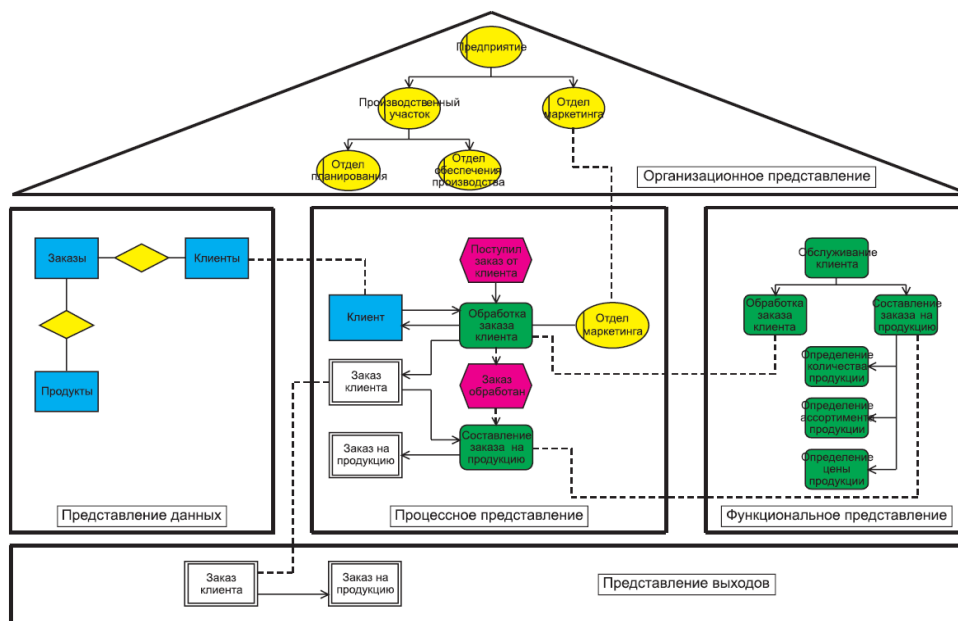 Предприятие
Производственный
участок
Отдел
маркетинга
Отдел
планирования
Отдел
обеспечения
производства
Организационное представление
Заказы
Клиенты
Продукты
Представление данных
Поступил
заказ от
клиента
Клиент
Обработка
заказа
клиента
Отдел
маркетинга
Заказ
клиента
Заказ
обработан
Заказ на
продукцию
Составление
заказа на
продукцию
Процессное представление
Обслуживание
клиента
Обработка
заказа
клиента
Составление
заказа на
продукцию
Определение
количества
продукции
Определение
ассортимента
продукции
Определение
цены
продукции
Функциональное представление
Заказ
клиента
Заказ на
продукцию
Представление выходов